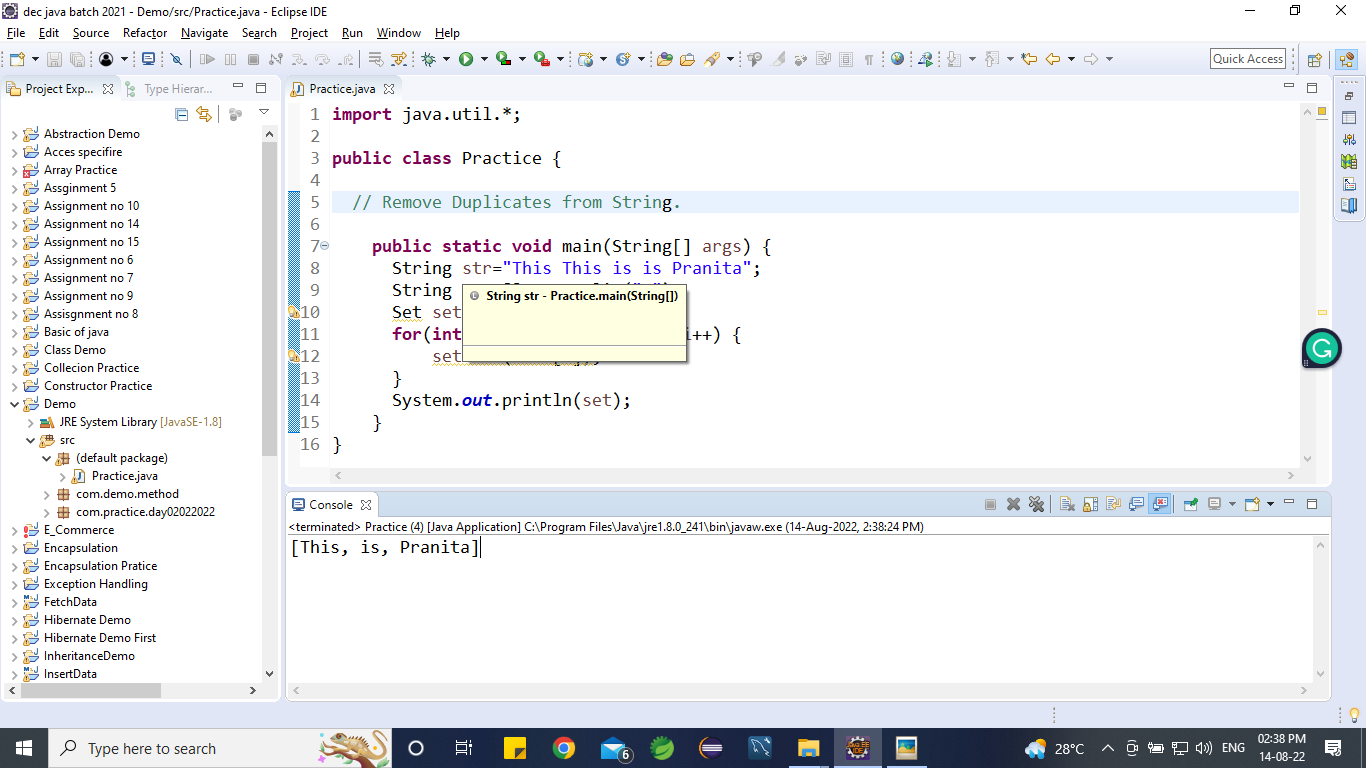 dec java batch 2021 - Demo/src/Practice.java - Eclipse IDE
File Edit Source Refactor Navigate Search Project Run Window Help
Quick Access
Project Exp... Type Hierar...
Abstraction Demo
Acces specifire
Array Practice
Assginment 5
Assignment no 10
Assignment no 14
Assignment no 15
Assignment no 6
Assignment no 7
Assignment no 9
Assisgnment no 8
Basic of java
Class Demo
Collecion Practice
Constructor Practice
Demo
JRE System Library [JavaSE-1.8]
src
(default package)
Practice.java
com.demo.method
com.practice.day02022022
E_Commerce
Encapsulation
Encapsulation Pratice
Exception Handling
FetchData
Hibernate Demo
Hibernate Demo First
InheritanceDemo
InsertData
Practice.java
1 import java.util.*;
2
3 public class Practice {
4
5 // Remove Duplicates from String.
6
7 public static void main(String[] args) {
8 String str="This This is is Pranita";
9 String
10 Set set
11 for(int i++) {
12 set
13 }
14 System.out.println(set);
15 }
16 }
String str - Practice.main(String[])
Console
<terminated> Practice (4) [Java Application] C:\Program Files\Java\jre1.8.0_241\bin\javaw.exe (14-Aug-2022, 2:38:24 PM)
[This, is, Pranita]
Type here to search
6
28°C
ENG
02:38 PM
14-08-22